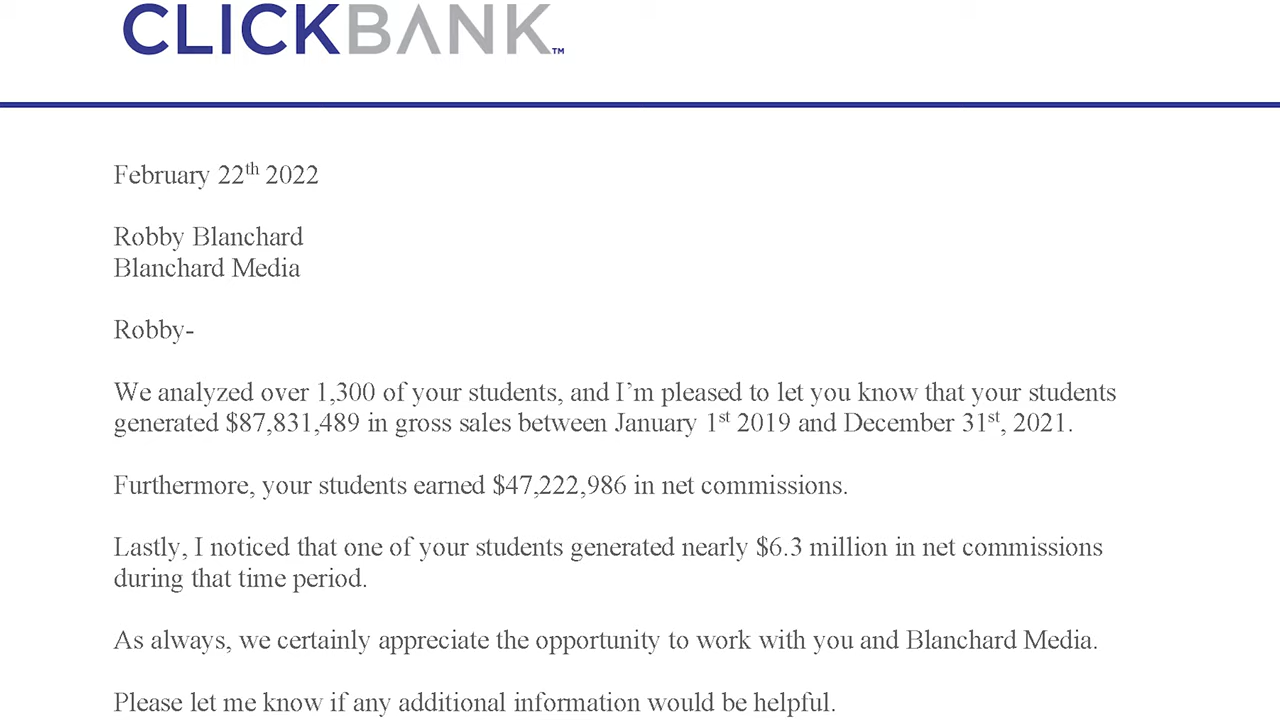 CLICKBANK™
February 22th 2022
Robby Blanchard
Blanchard Media
Robby-
We analyzed over 1,300 of your students, and I’m pleased to let you know that your students
generated $87,831,489 in gross sales between January 1st 2019 and December 31st, 2021.
Furthermore, your students earned $47,222,986 in net commissions.
Lastly, I noticed that one of your students generated nearly $6.3 million in net commissions
during that time period.
As always, we certainly appreciate the opportunity to work with you and Blanchard Media.
Please let me know if any additional information would be helpful.